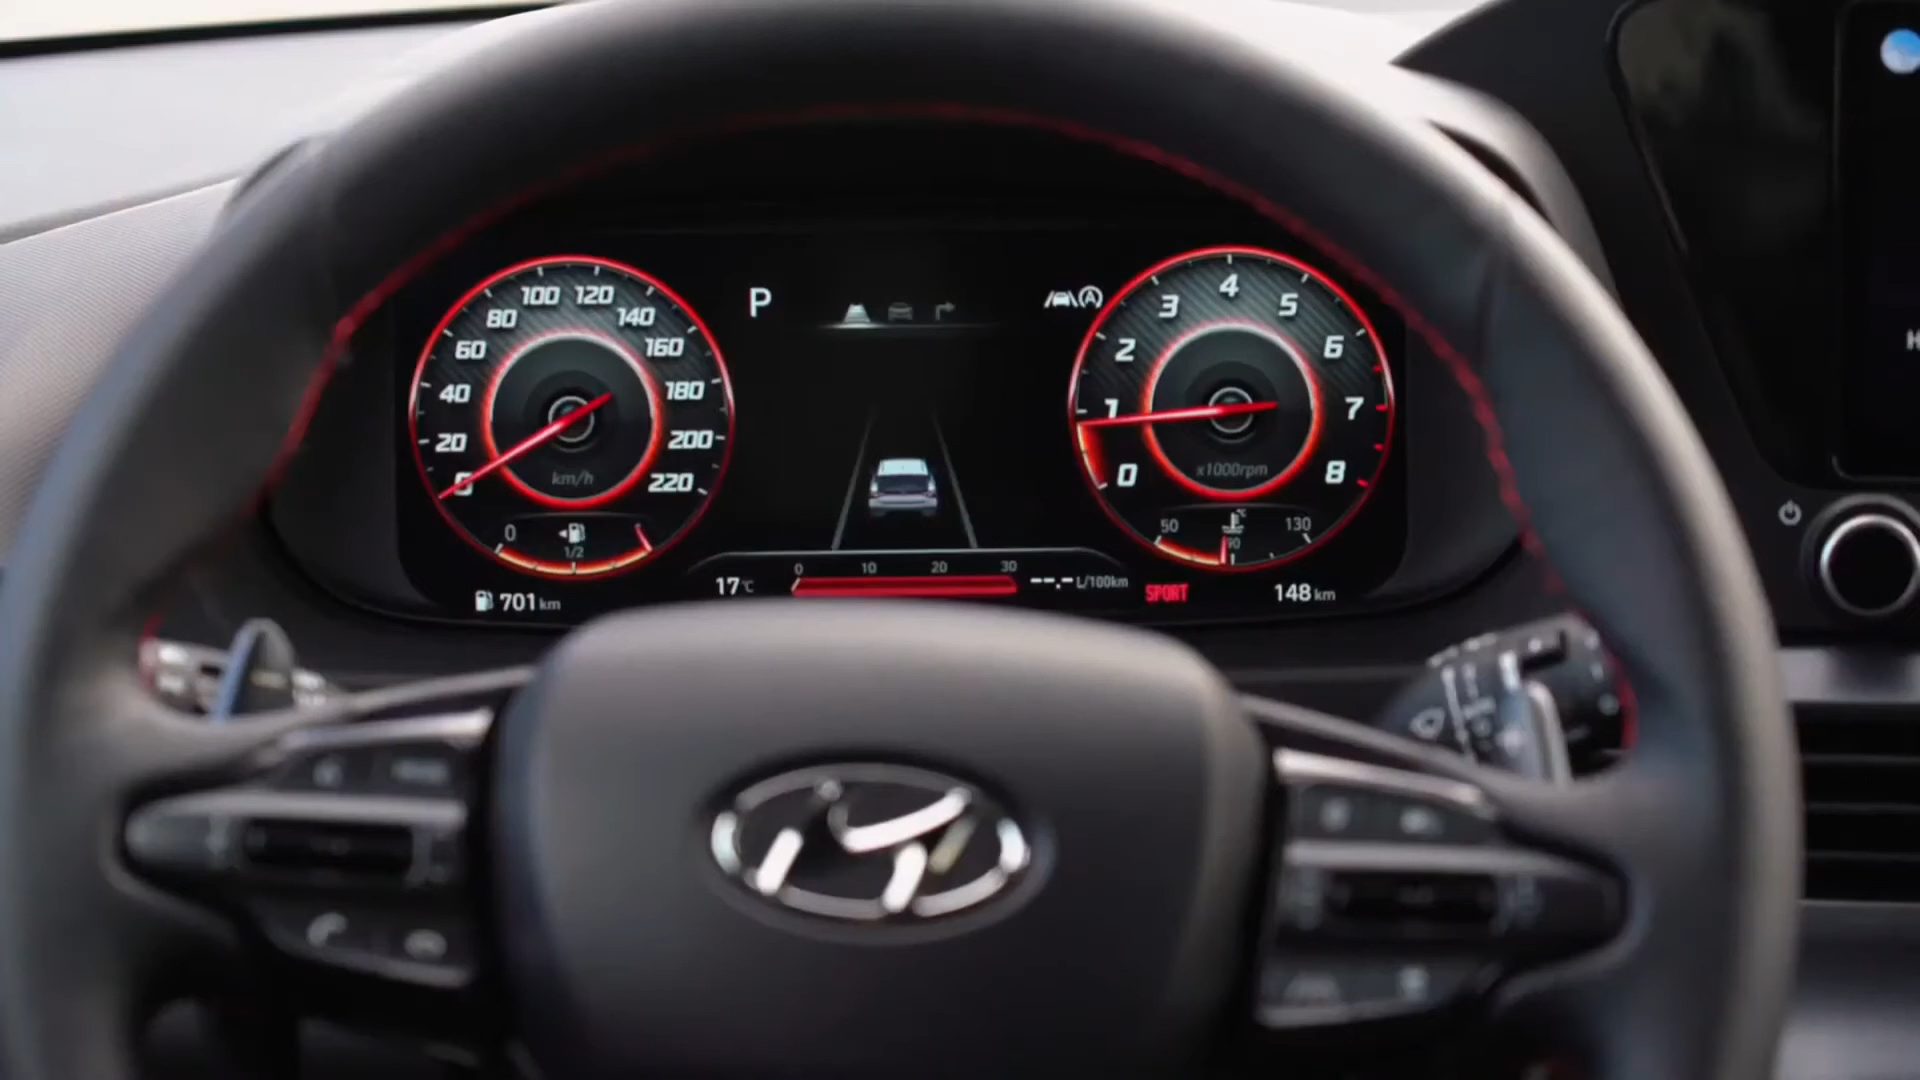 P
100 120
80 140
60 160
40 180
20 200
0 220
km/h
0 1/2
701 km
17°C
0 10 20 30
--.- L/100km
SPORT
148 km
A
4
3 5
2 6
1 7
0 8
x1000rpm
50 °C 130
90
H